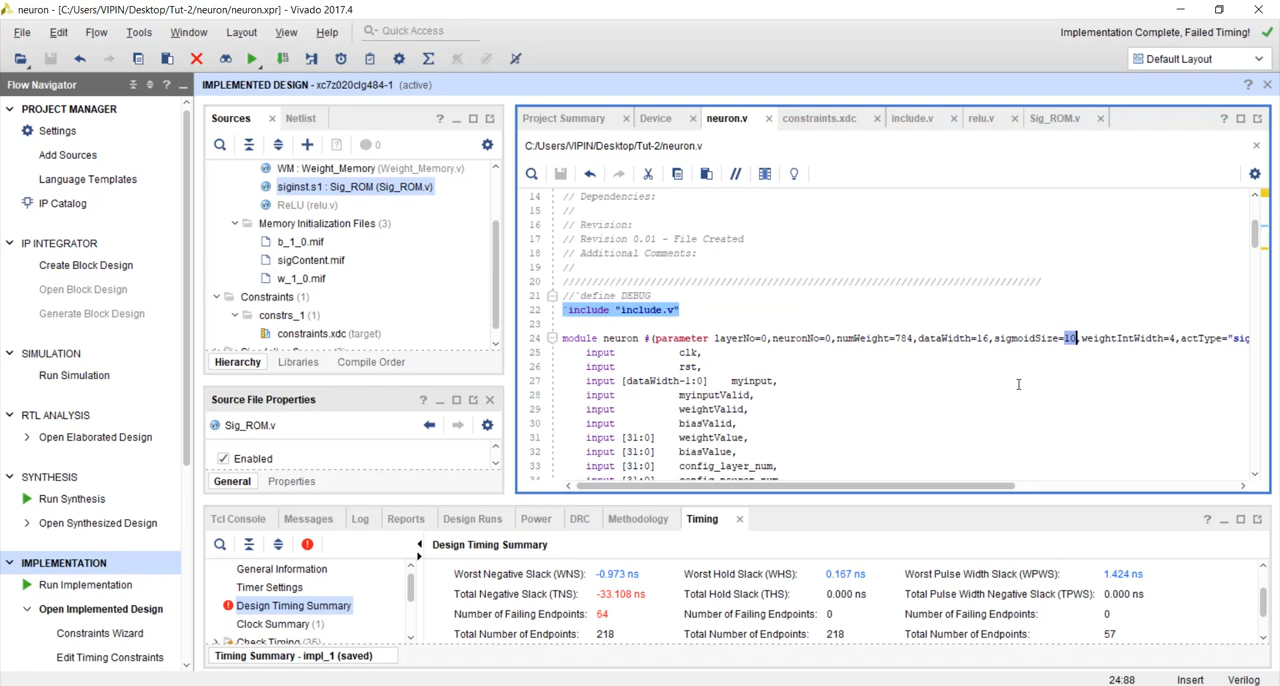 neuron - [C:/Users/VIPIN/Desktop/Tut-2/neuron/neuron.xpr] - Vivado 2017.4
File Edit Flow Tools Window Layout View Help Quick Access
Implementation Complete, Failed Timing!
Default Layout
Flow Navigator
PROJECT MANAGER
Settings
Add Sources
Language Templates
IP Catalog
IP INTEGRATOR
Create Block Design
Open Block Design
Generate Block Design
SIMULATION
Run Simulation
RTL ANALYSIS
Open Elaborated Design
SYNTHESIS
Run Synthesis
Open Synthesized Design
IMPLEMENTATION
Run Implementation
Open Implemented Design
Constraints Wizard
Edit Timing Constraints
IMPLEMENTED DESIGN - xc7z020clg484-1 (active)
Sources Netlist
0
WM : Weight_Memory (Weight_Memory.v)
siginst.s1 : Sig_ROM (Sig_ROM.v)
ReLU (relu.v)
Memory Initialization Files (3)
b_1_0.mif
sigContent.mif
w_1_0.mif
Constraints (1)
constrs_1 (1)
constraints.xdc (target)
Hierarchy Libraries Compile Order
Source File Properties
Sig_ROM.v
Enabled
General Properties
Project Summary Device neuron.v constraints.xdc include.v relu.v Sig_ROM.v
C:/Users/VIPIN/Desktop/Tut-2/neuron.v
14 // Dependencies:
15 //
16 // Revision:
17 // Revision 0.01 - File Created
18 // Additional Comments:
19 //
20 //////////////////////////////////////////////////////////////////////////////////
21 //`define DEBUG
22 `include "include.v"
23
24 module neuron #(parameter layerNo=0,neuronNo=0,numWeight=784,dataWidth=16,sigmoidSize=10,weightIntWidth=4,actType="sig
25 input clk,
26 input rst,
27 input [dataWidth-1:0] myinput,
28 input myinputValid,
29 input weightValid,
30 input biasValid,
31 input [31:0] weightValue,
32 input [31:0] biasValue,
33 input [31:0] config_layer_num,
34 input [31:0] config_neuron_num,
Tcl Console Messages Log Reports Design Runs Power DRC Methodology Timing
General Information
Timer Settings
Design Timing Summary
Clock Summary (1)
Check Timing (35)
Timing Summary - impl_1 (saved)
Design Timing Summary
Worst Negative Slack (WNS): -0.973 ns Worst Hold Slack (WHS): 0.167 ns Worst Pulse Width Slack (WPWS): 1.424 ns
Total Negative Slack (TNS): -33.108 ns Total Hold Slack (THS): 0.000 ns Total Pulse Width Negative Slack (TPWS): 0.000 ns
Number of Failing Endpoints: 64 Number of Failing Endpoints: 0 Number of Failing Endpoints: 0
Total Number of Endpoints: 218 Total Number of Endpoints: 218 Total Number of Endpoints: 57
24:88 Insert Verilog